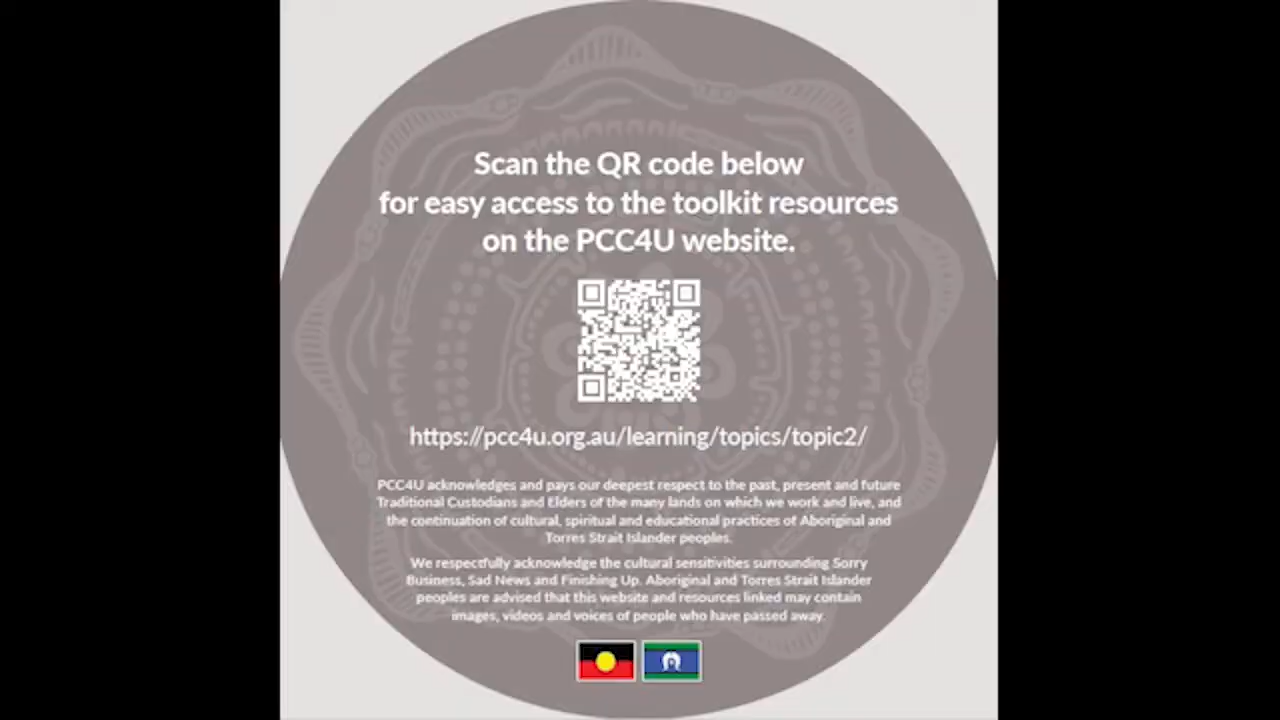 Scan the QR code below
for easy access to the toolkit resources
on the PCC4U website.
https://pcc4u.org.au/learning/topics/topic2/
PCC4U acknowledges and pays our deepest respect to the past, present and future
Traditional Custodians and Elders of the many lands on which we work and live, and
the continuation of cultural, spiritual and educational practices of Aboriginal and
Torres Strait Islander peoples.
We respectfully acknowledge the cultural sensitivities surrounding Sorry
Business, Sad News and Finishing Up. Aboriginal and Torres Strait Islander
peoples are advised that this website and resources linked may contain
images, videos and voices of people who have passed away.